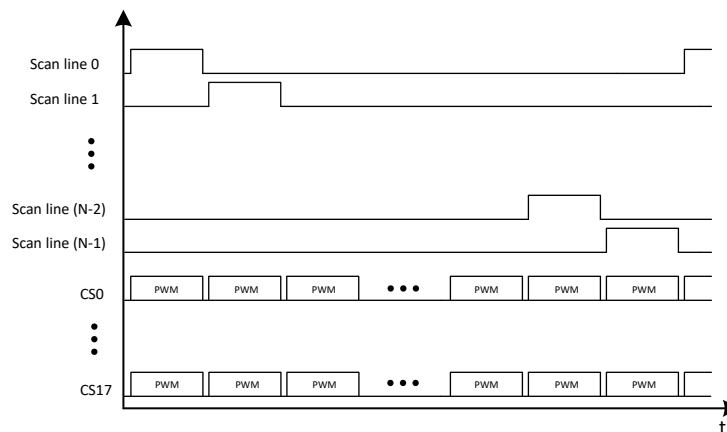 Scan line 0
Scan line 1
Scan line (N-2)
Scan line (N-1)
CS0 PWM PWM PWM PWM PWM PWM
CS17 PWM PWM PWM PWM PWM PWM
t